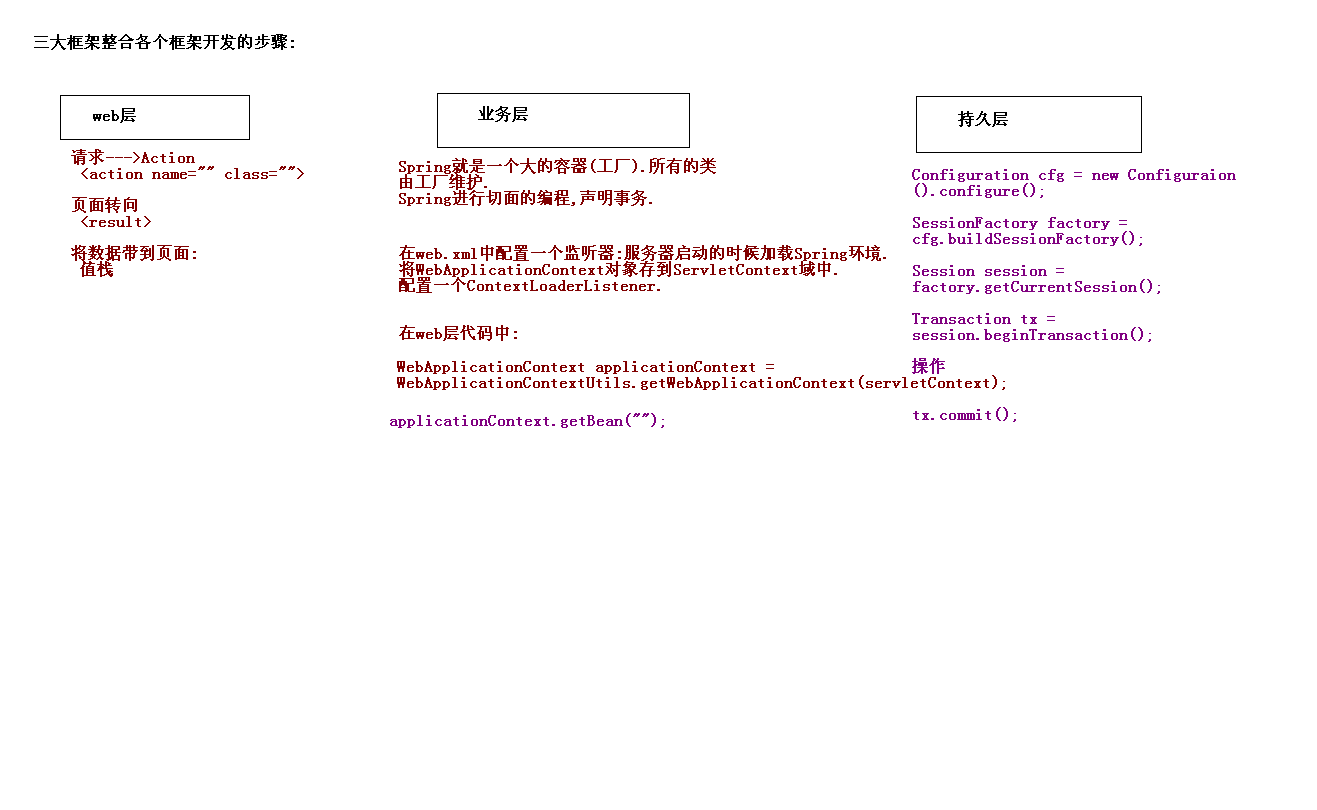 三大框架整合各个框架开发的步骤:
web层
请求--->Action
<action name="" class="">
页面转向
<result>
将数据带到页面:
值栈
业务层
Spring就是一个大的容器(工厂).所有的类
由工厂维护.
Spring进行切面的编程,声明事务.
在web.xml中配置一个监听器:服务器启动的时候加载Spring环境.
将WebApplicationContext对象存到ServletContext域中.
配置一个ContextLoaderListener.
在web层代码中:
WebApplicationContext applicationContext =
WebApplicationContextUtils.getWebApplicationContext(servletContext);
applicationContext.getBean("");
持久层
Configuration cfg = new Configuraion
().configure();
SessionFactory factory =
cfg.buildSessionFactory();
Session session =
factory.getCurrentSession();
Transaction tx =
session.beginTransaction();
操作
tx.commit();